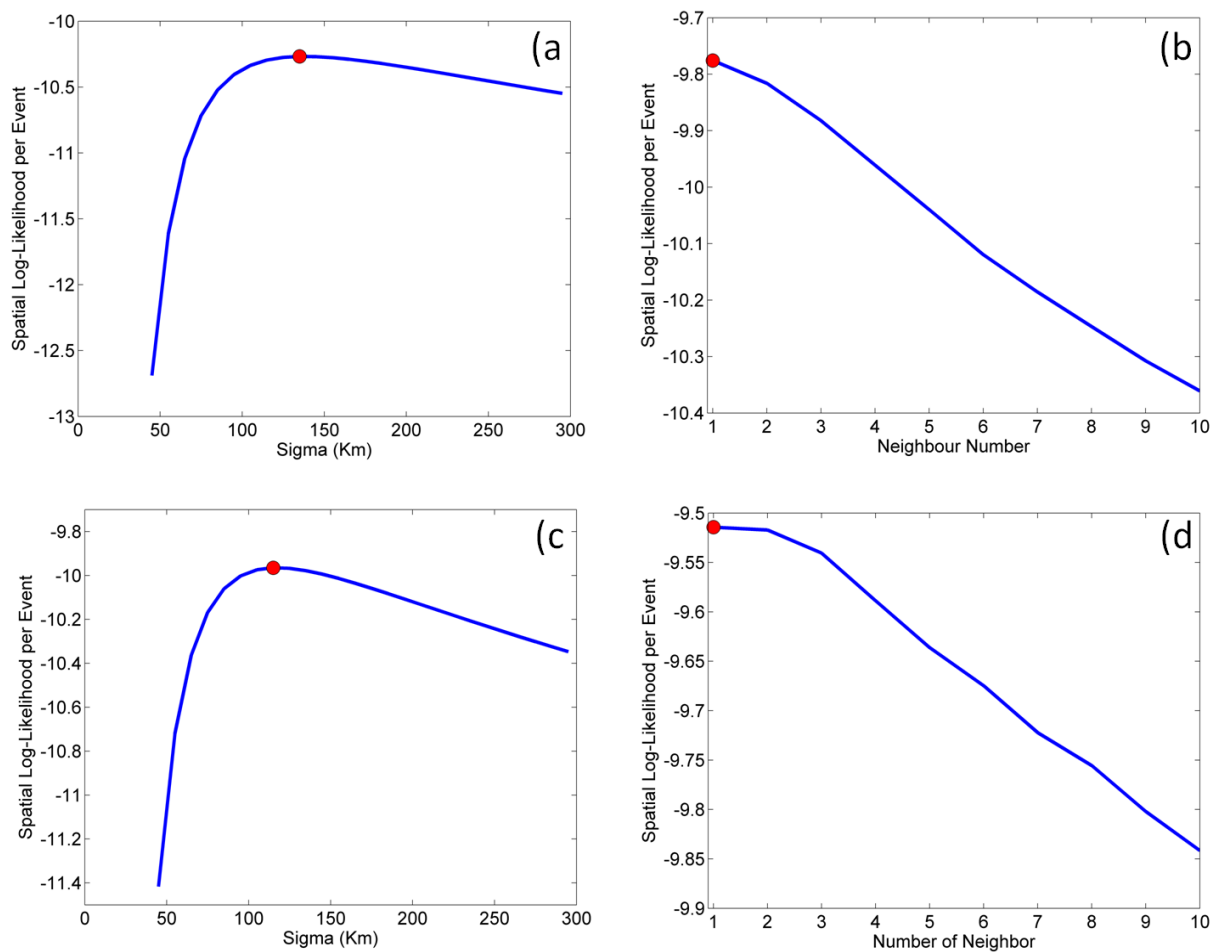 (a
Spatial Log-Likelihood per Event
-10
-10.5
-11
-11.5
-12
-12.5
-13
0 50 100 150 200 250 300
Sigma (Km)
(b)
Spatial Log-Likelihood per Event
-9.7
-9.8
-9.9
-10
-10.1
-10.2
-10.3
-10.4
1 2 3 4 5 6 7 8 9 10
Neighbour Number
(c
Spatial Log-Likelihood per Event
-9.8
-10
-10.2
-10.4
-10.6
-10.8
-11
-11.2
-11.4
0 50 100 150 200 250 300
Sigma (Km)
(d)
Spatial Log-Likelihood per Event
-9.5
-9.55
-9.6
-9.65
-9.7
-9.75
-9.8
-9.85
-9.9
1 2 3 4 5 6 7 8 9 10
Number of Neighbor